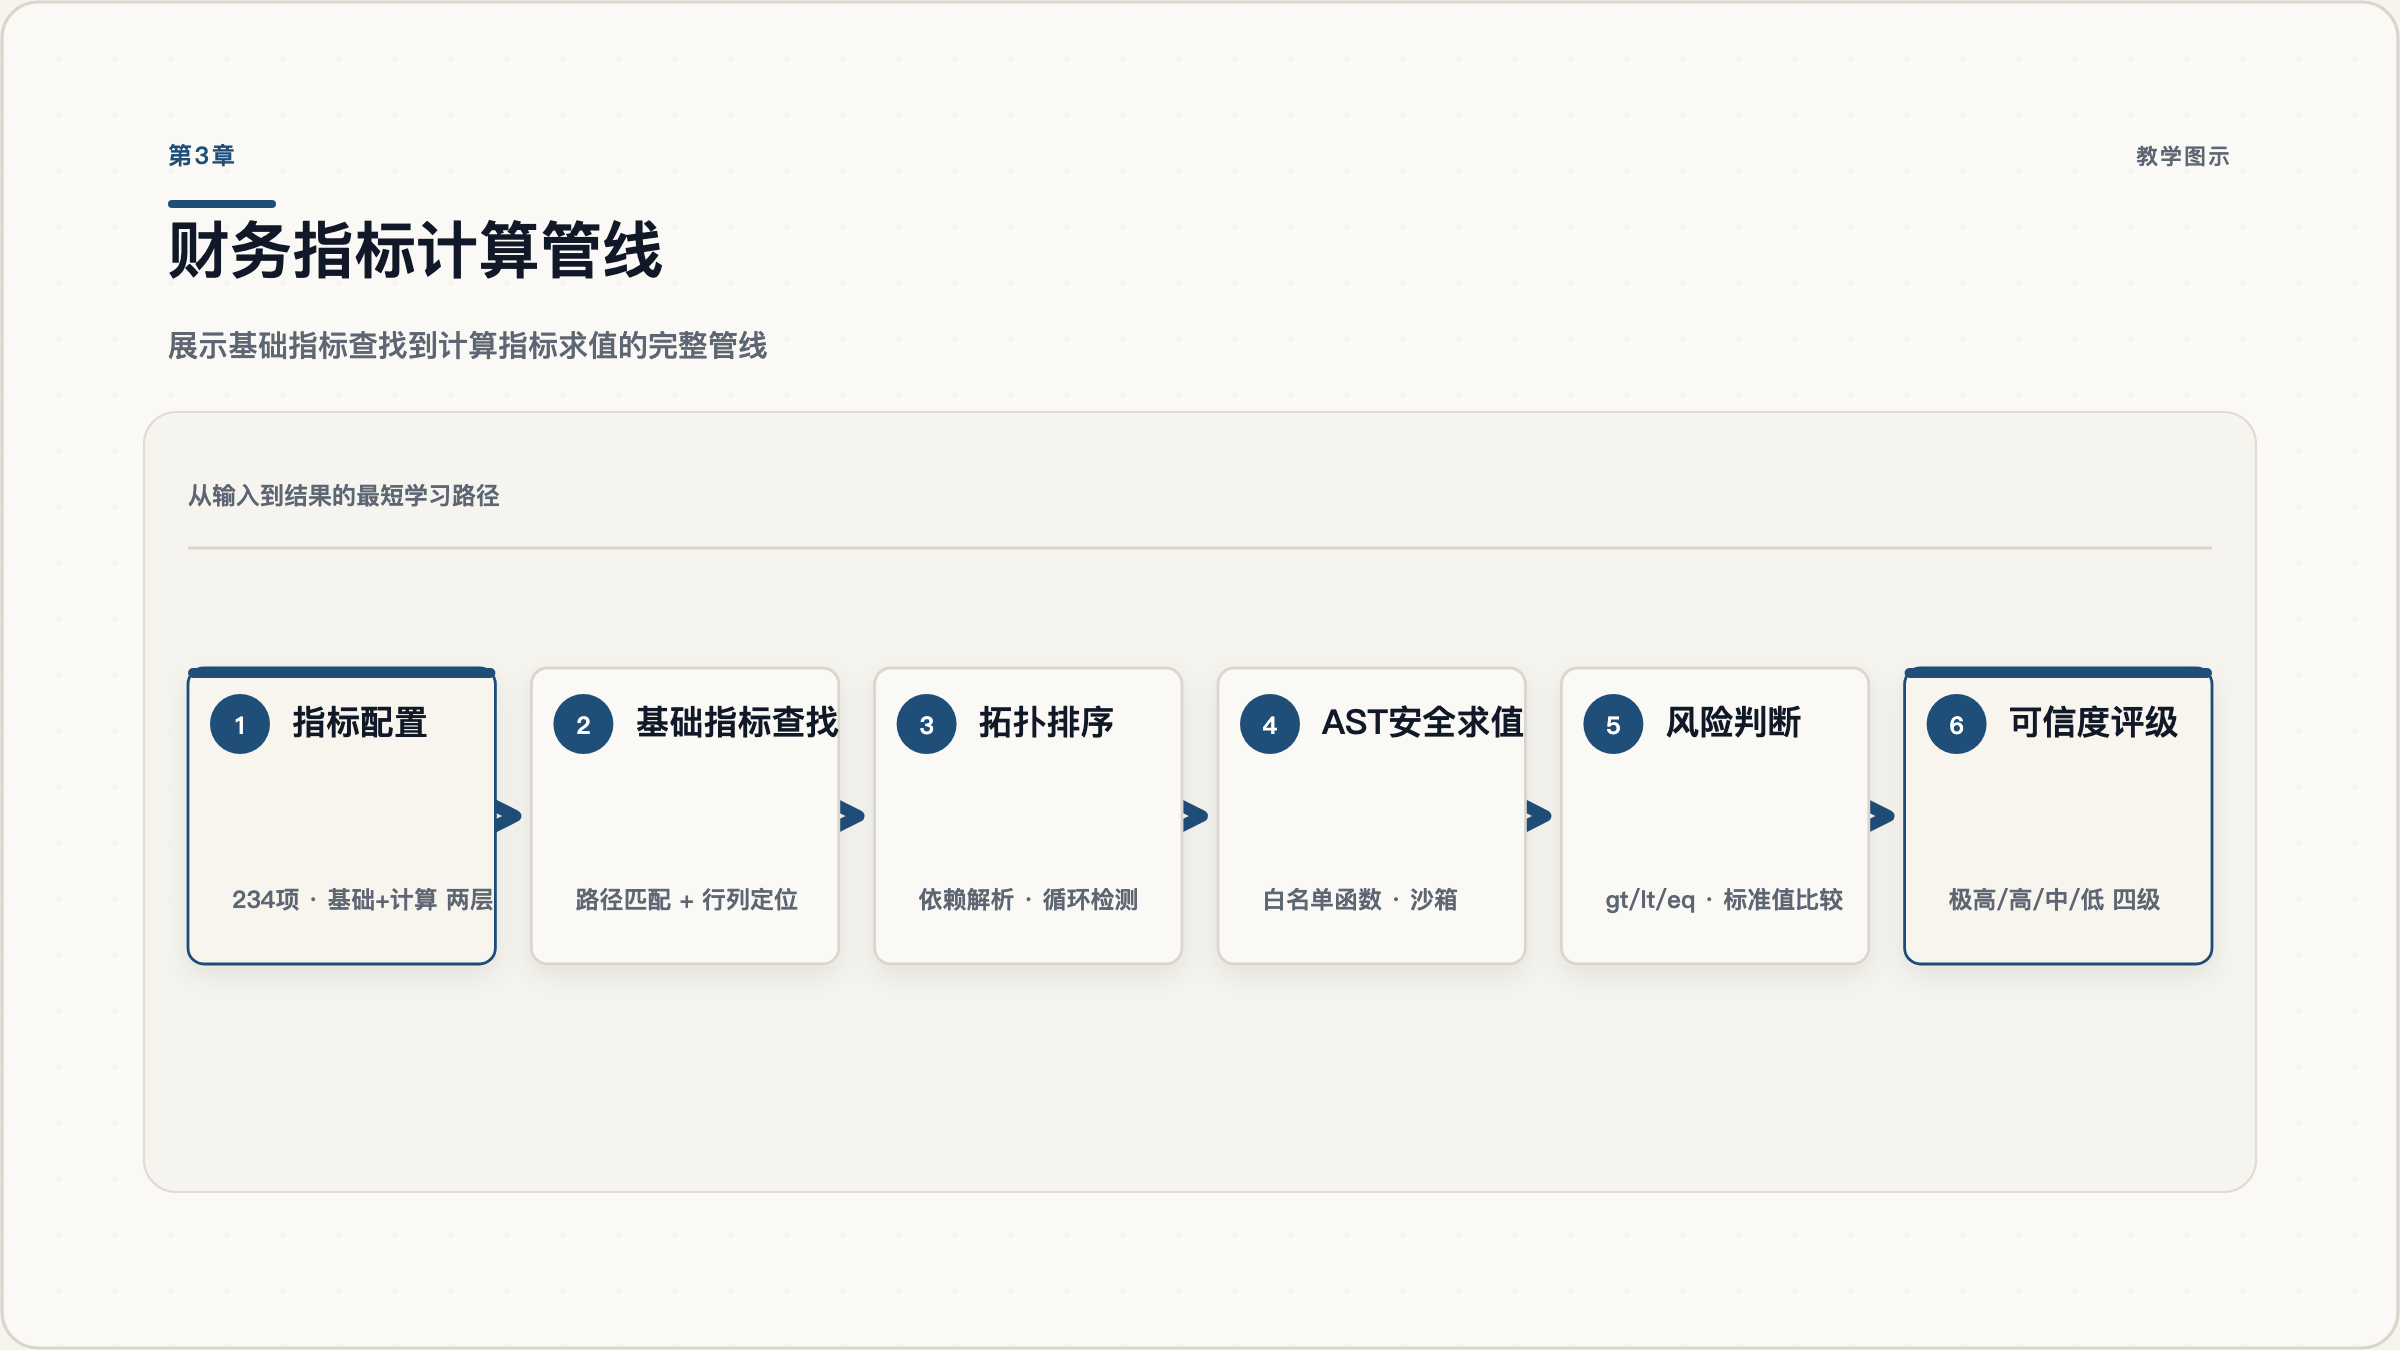 第3章
教学图示
财务指标计算管线
展示基础指标查找到计算指标求值的完整管线
从输入到结果的最短学习路径
1 指标配置
234项 · 基础+计算 两层
2 基础指标查找
路径匹配 + 行列定位
3 拓扑排序
依赖解析 · 循环检测
4 AST安全求值
白名单函数 · 沙箱
5 风险判断
gt/lt/eq · 标准值比较
6 可信度评级
极高/高/中/低 四级